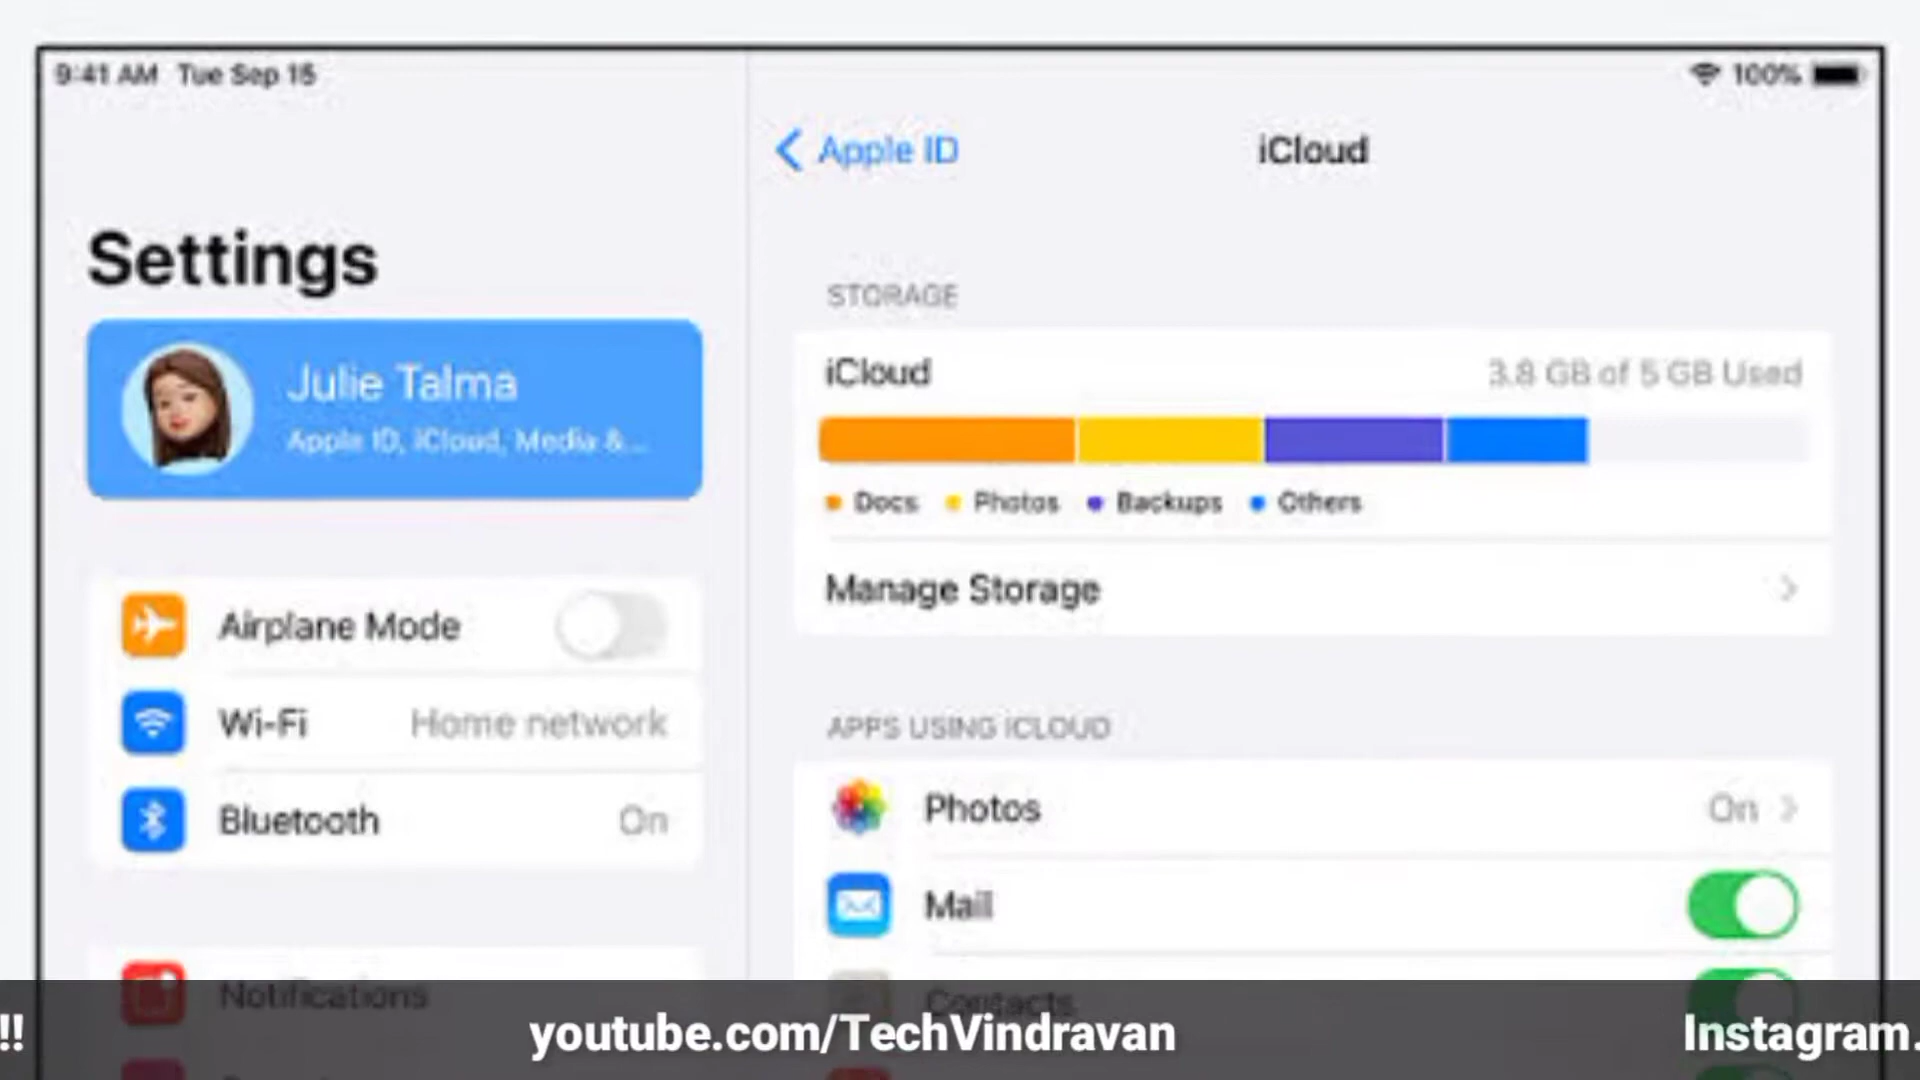 9:41 AM Tue Sep 15
100%
Settings
Julie Talma
Apple ID, iCloud, Media &...
Airplane Mode
Wi-Fi Home network
Bluetooth On
Notifications
Apple ID
iCloud
STORAGE
iCloud 3.8 GB of 5 GB Used
Docs Photos Backups Others
Manage Storage
APPS USING ICLOUD
Photos On
Mail
Contacts
!! youtube.com/TechVindravan Instagram.